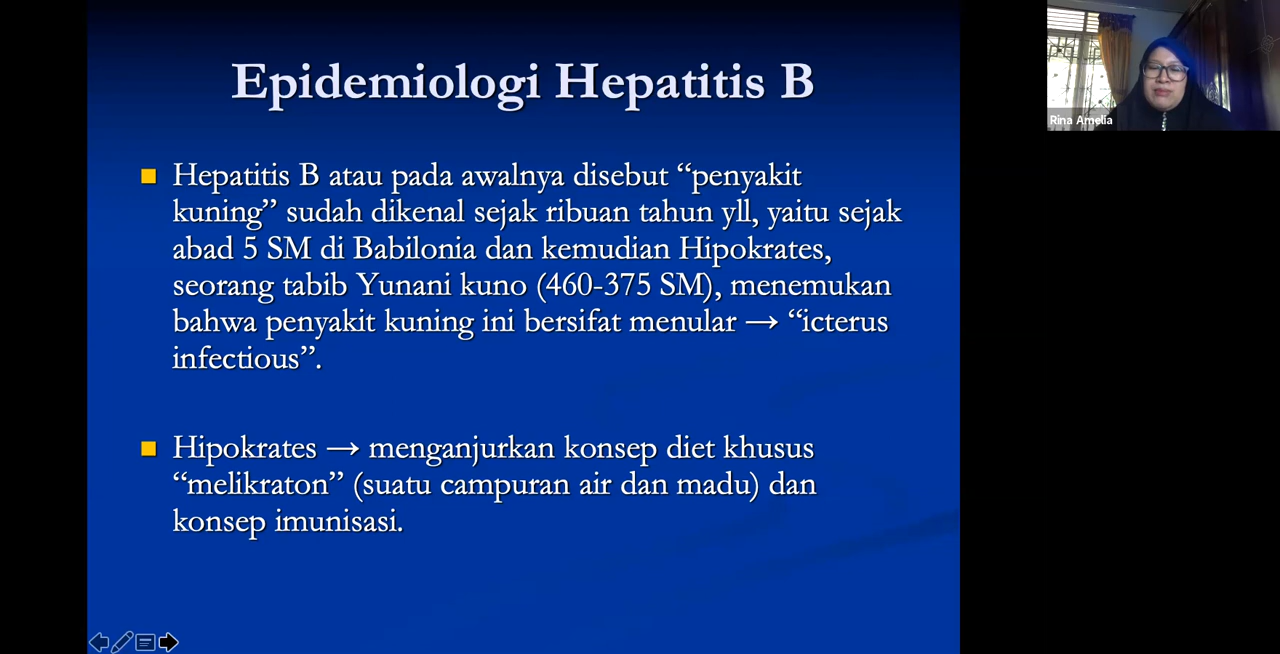 Epidemiologi Hepatitis B
Hepatitis B atau pada awalnya disebut “penyakit
kuning” sudah dikenal sejak ribuan tahun yll, yaitu sejak
abad 5 SM di Babilonia dan kemudian Hipokrates,
seorang tabib Yunani kuno (460-375 SM), menemukan
bahwa penyakit kuning ini bersifat menular → “icterus
infectious”.
Hipokrates → menganjurkan konsep diet khusus
“melikraton” (suatu campuran air dan madu) dan
konsep imunisasi.
Rina Amelia